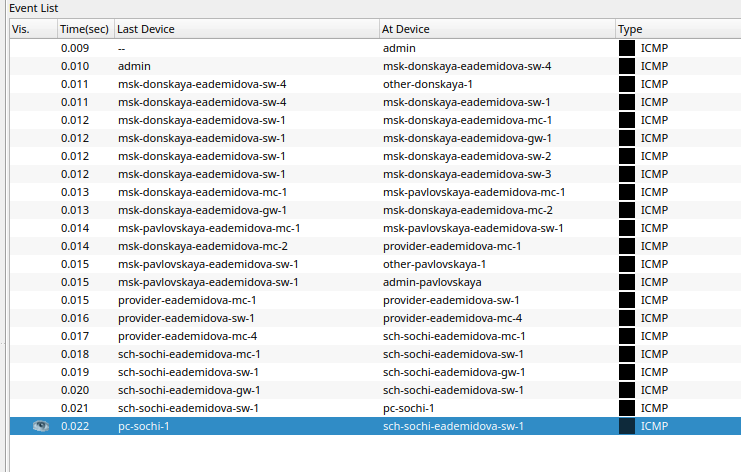 Event List
Vis. Time(sec) Last Device At Device Type
0.009 -- admin ICMP
0.010 admin msk-donskaya-eademidova-sw-4 ICMP
0.011 msk-donskaya-eademidova-sw-4 other-donskaya-1 ICMP
0.011 msk-donskaya-eademidova-sw-4 msk-donskaya-eademidova-sw-1 ICMP
0.012 msk-donskaya-eademidova-sw-1 msk-donskaya-eademidova-mc-1 ICMP
0.012 msk-donskaya-eademidova-sw-1 msk-donskaya-eademidova-gw-1 ICMP
0.012 msk-donskaya-eademidova-sw-1 msk-donskaya-eademidova-sw-2 ICMP
0.012 msk-donskaya-eademidova-sw-1 msk-donskaya-eademidova-sw-3 ICMP
0.013 msk-donskaya-eademidova-mc-1 msk-pavlovskaya-eademidova-mc-1 ICMP
0.013 msk-donskaya-eademidova-gw-1 msk-donskaya-eademidova-mc-2 ICMP
0.014 msk-pavlovskaya-eademidova-mc-1 msk-pavlovskaya-eademidova-sw-1 ICMP
0.014 msk-donskaya-eademidova-mc-2 provider-eademidova-mc-1 ICMP
0.015 msk-pavlovskaya-eademidova-sw-1 other-pavlovskaya-1 ICMP
0.015 msk-pavlovskaya-eademidova-sw-1 admin-pavlovskaya ICMP
0.015 provider-eademidova-mc-1 provider-eademidova-sw-1 ICMP
0.016 provider-eademidova-sw-1 provider-eademidova-mc-4 ICMP
0.017 provider-eademidova-mc-4 sch-sochi-eademidova-mc-1 ICMP
0.018 sch-sochi-eademidova-mc-1 sch-sochi-eademidova-sw-1 ICMP
0.019 sch-sochi-eademidova-sw-1 sch-sochi-eademidova-gw-1 ICMP
0.020 sch-sochi-eademidova-gw-1 sch-sochi-eademidova-sw-1 ICMP
0.021 sch-sochi-eademidova-sw-1 pc-sochi-1 ICMP
0.022 pc-sochi-1 sch-sochi-eademidova-sw-1 ICMP